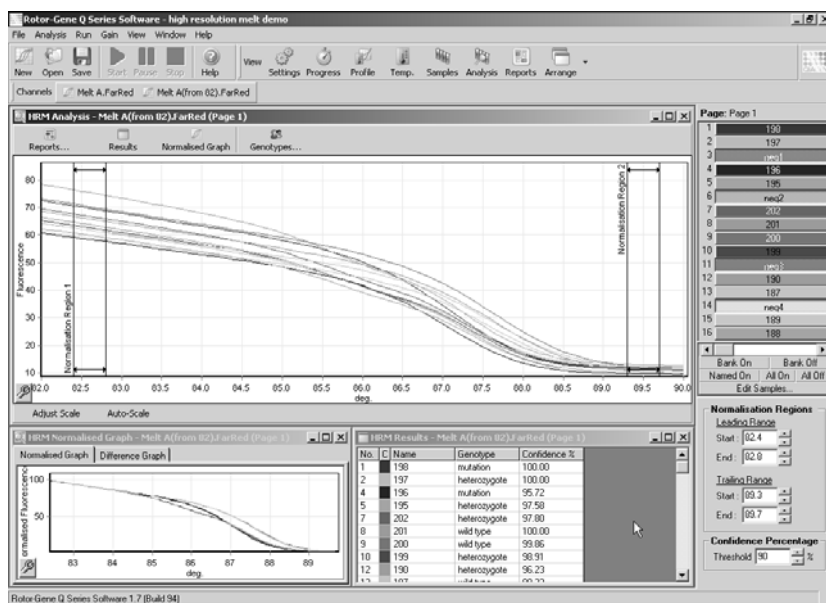 Rotor-Gene Q Series Software - high resolution melt demo
File Analysis Run Gain View Window Help
New Open Save Start Pause Stop Help View Settings Progress Profile Temp. Samples Analysis Reports Arrange
Channels Melt A.FarRed Melt A(from 82).FarRed
HRM Analysis - Melt A(from 82).FarRed (Page 1)
Reports... Results Normalised Graph Genotypes...
Fluorescence
80
70
60
50
40
30
20
10
Normalisation Region 1
Normalisation Region 2
82.0 82.5 83.0 83.5 84.0 84.5 85.0 85.5 86.0 86.5 87.0 87.5 88.0 88.5 89.0 89.5 90.0
deg.
Adjust Scale Auto-Scale
HRM Normalised Graph - Melt A(from 82).FarRed (Page 1)
Normalised Graph Difference Graph
100
50
83 84 85 86 87 88 89
deg.
HRM Results - Melt A(from 82).FarRed (Page 1)
No. C Name Genotype Confidence %
1 198 mutation 100.00
2 197 heterozygote 100.00
4 196 mutation 95.72
5 195 heterozygote 97.58
7 202 heterozygote 97.80
8 201 wild type 100.00
9 200 wild type 99.86
10 199 heterozygote 98.91
12 190 heterozygote 96.23
Page: Page 1
1 198
2 197
3 neq1
4 196
5 195
6 neq2
7 202
8 201
9 200
10 199
11 neq3
12 190
13 187
14 neq4
15 189
16 188
Bank On Bank Off
Named On All On All Off
Edit Samples...
Normalisation Regions
Leading Range
Start : 82.4
End : 82.8
Trailing Range
Start : 89.3
End : 89.7
Confidence Percentage
Threshold 90 %
Rotor-Gene Q Series Software 1.7 (Build 94)